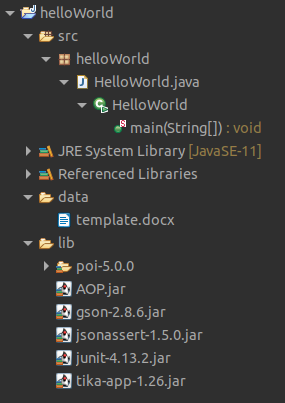 helloWorld
src
helloWorld
HelloWorld.java
HelloWorld
main(String[]) : void
JRE System Library [JavaSE-11]
Referenced Libraries
data
template.docx
lib
poi-5.0.0
AOP.jar
gson-2.8.6.jar
jsonassert-1.5.0.jar
junit-4.13.2.jar
tika-app-1.26.jar